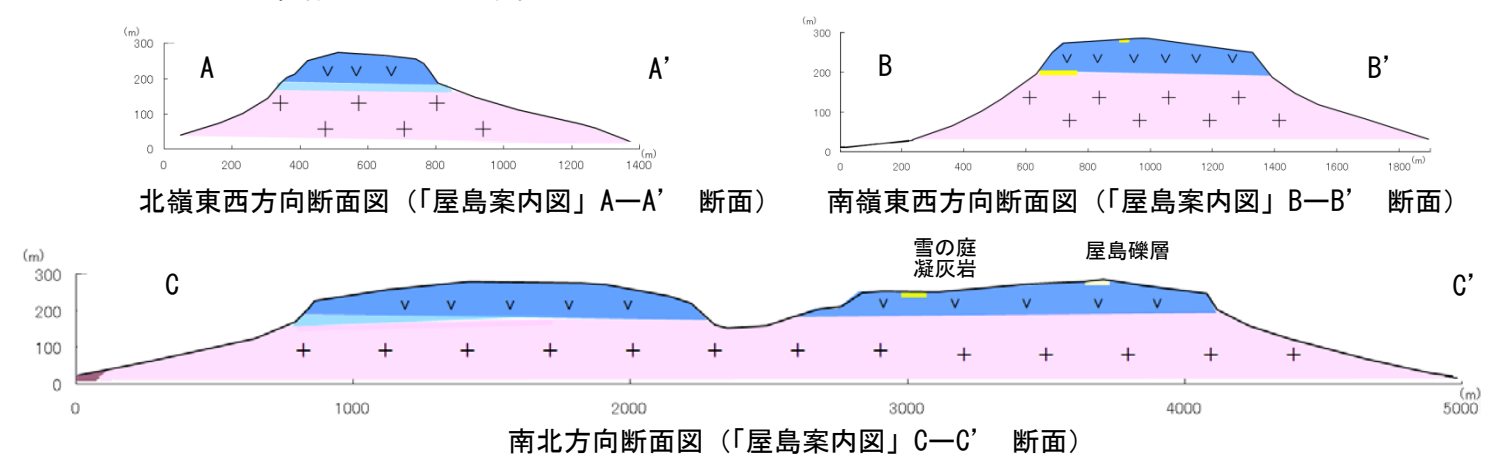 (m)
300
200
100
0
A
A'
0 200 400 600 800 1000 1200 1400 (m)
北嶺東西方向断面図(「屋島案内図」A―A' 断面)
(m)
300
200
100
0
B
B'
0 200 400 600 800 1000 1200 1400 1600 1800 (m)
南嶺東西方向断面図(「屋島案内図」B―B' 断面)
(m)
300
200
100
0
C
雪の庭
凝灰岩
屋島礫層
C'
0 1000 2000 3000 4000 5000 (m)
南北方向断面図(「屋島案内図」C―C' 断面)